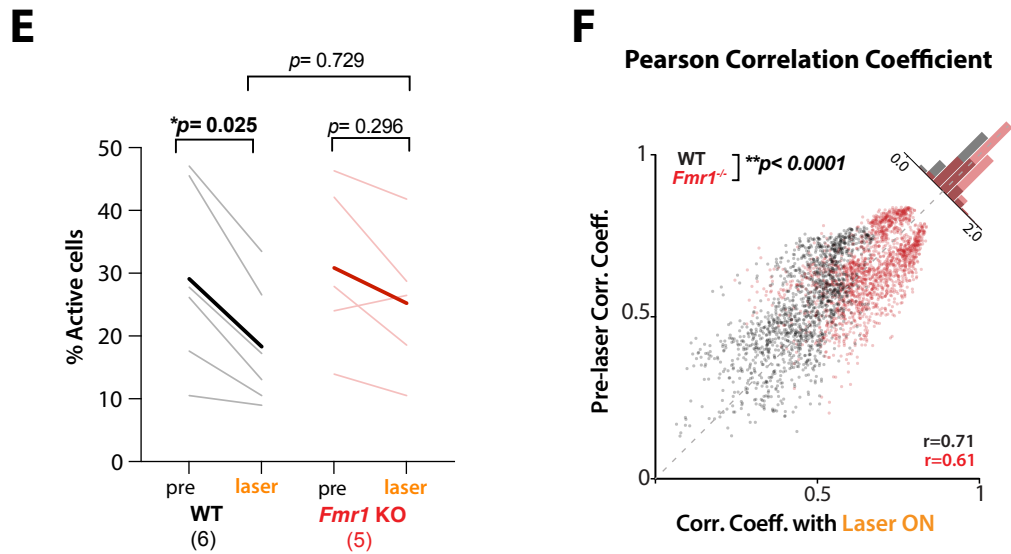 E
p= 0.729
*p= 0.025
p= 0.296
50
40
30
20
10
0
% Active cells
pre
laser
pre
laser
WT
Fmr1 KO
(6)
(5)
F
Pearson Correlation Coefficient
WT
Fmr1-/-
**p< 0.0001
0.0
2.0
1
0.5
0
Pre-laser Corr. Coeff.
r=0.71
r=0.61
0.5
1
Corr. Coeff. with Laser ON